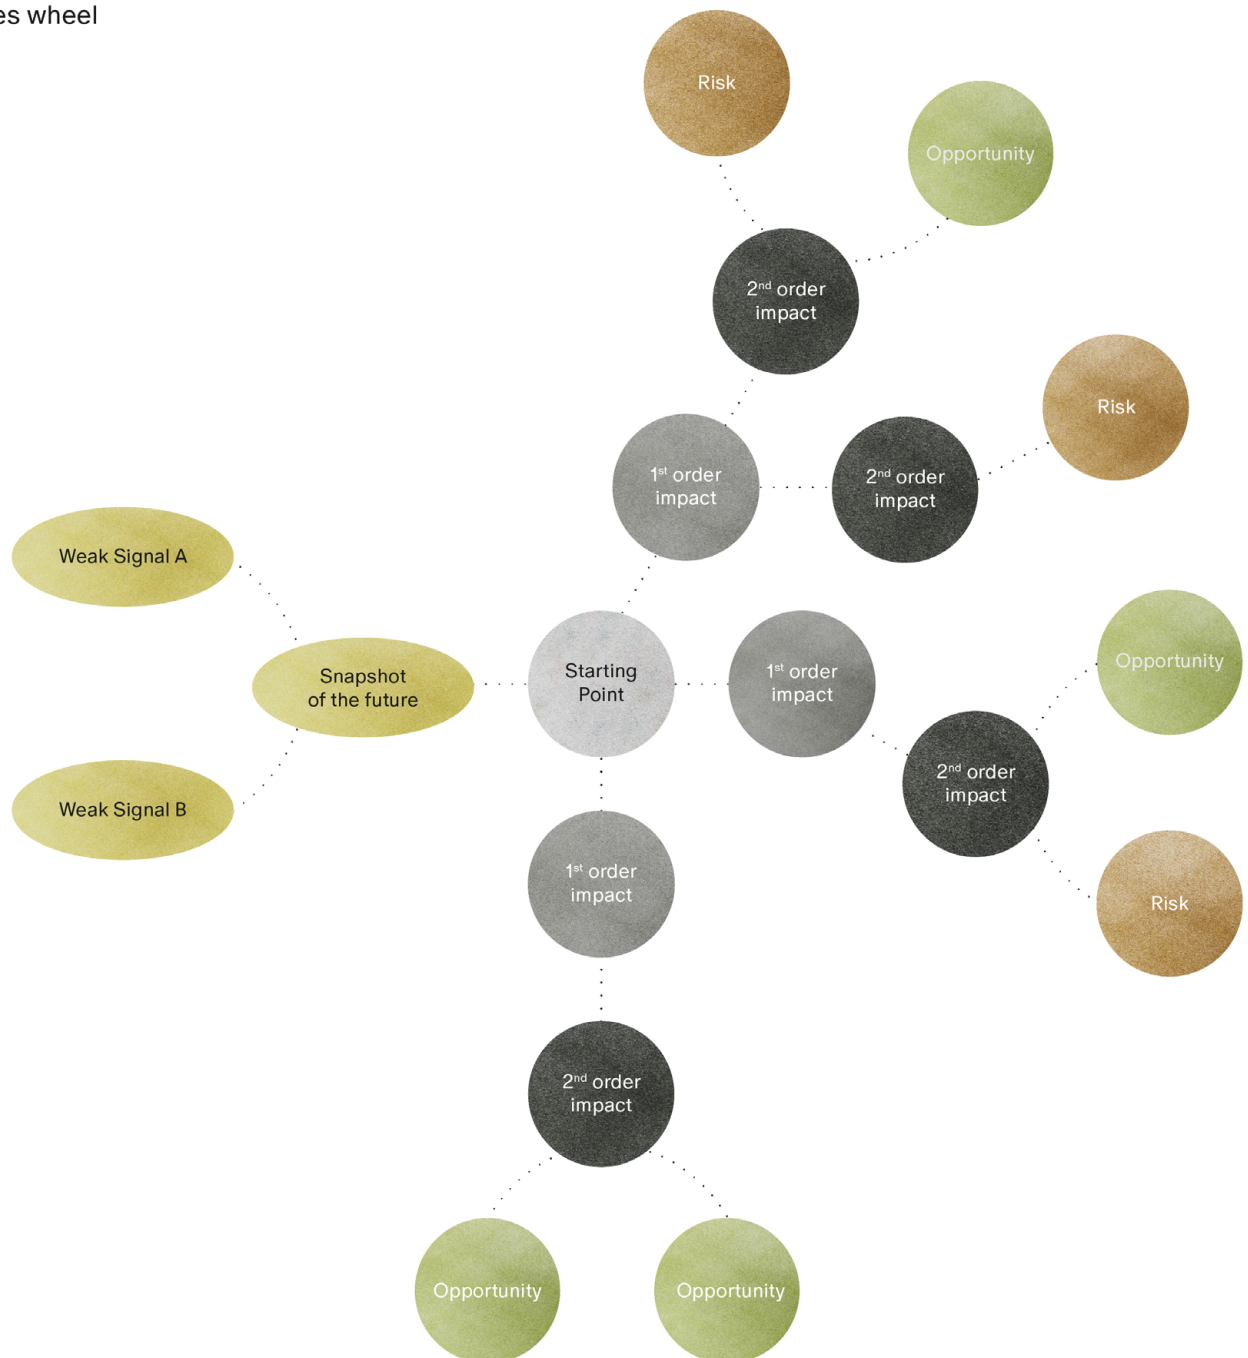 es wheel
Risk
Opportunity
2nd order
impact
Risk
1st order
impact
2nd order
impact
Weak Signal A
Snapshot
of the future
Starting
Point
1st order
impact
Opportunity
2nd order
impact
Weak Signal B
1st order
impact
Risk
2nd order
impact
Opportunity
Opportunity